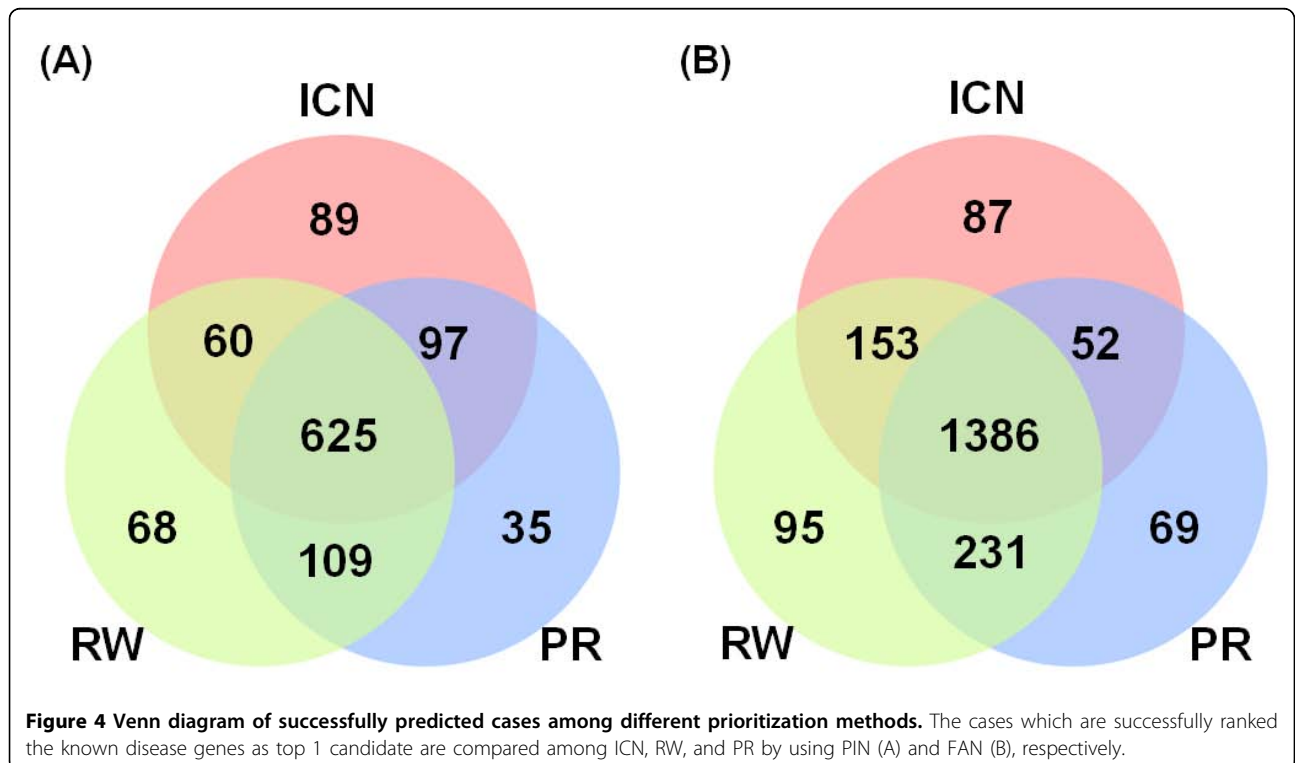 (A)
(B)
ICN
ICN
89
87
60
97
153
52
625
1386
68
35
95
69
109
231
RW
PR
RW
PR
Figure 4 Venn diagram of successfully predicted cases among different prioritization methods. The cases which are successfully ranked
the known disease genes as top 1 candidate are compared among ICN, RW, and PR by using PIN (A) and FAN (B), respectively.